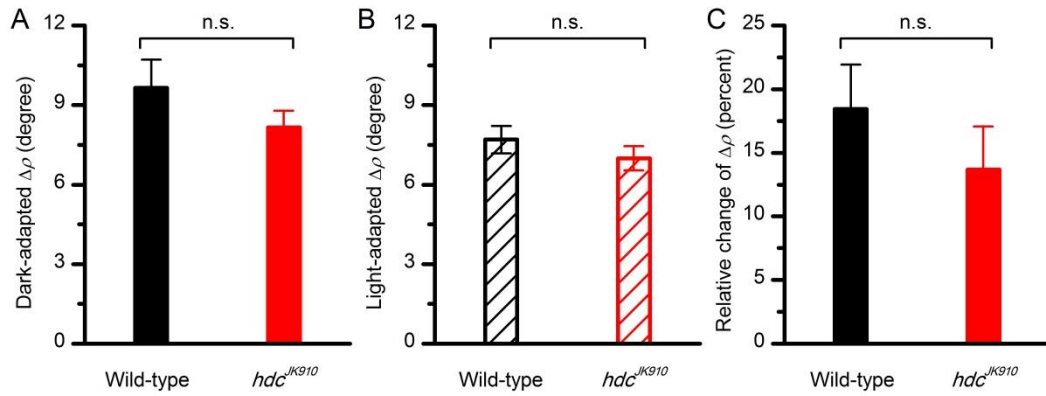 A
Dark-adapted Δρ (degree)
12
9
6
3
0
n.s.
Wild-type
hdcJK910
B
Light-adapted Δρ (degree)
12
9
6
3
0
n.s.
Wild-type
hdcJK910
C
Relative change of Δρ (percent)
25
20
15
10
5
0
n.s.
Wild-type
hdcJK910